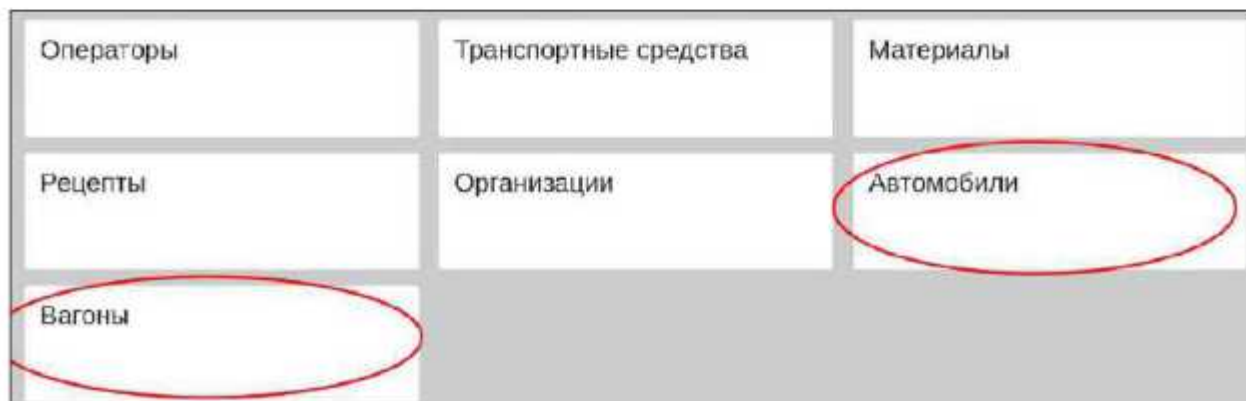 Операторы
Транспортные средства
Материалы
Рецепты
Организации
Автомобили
Вагоны